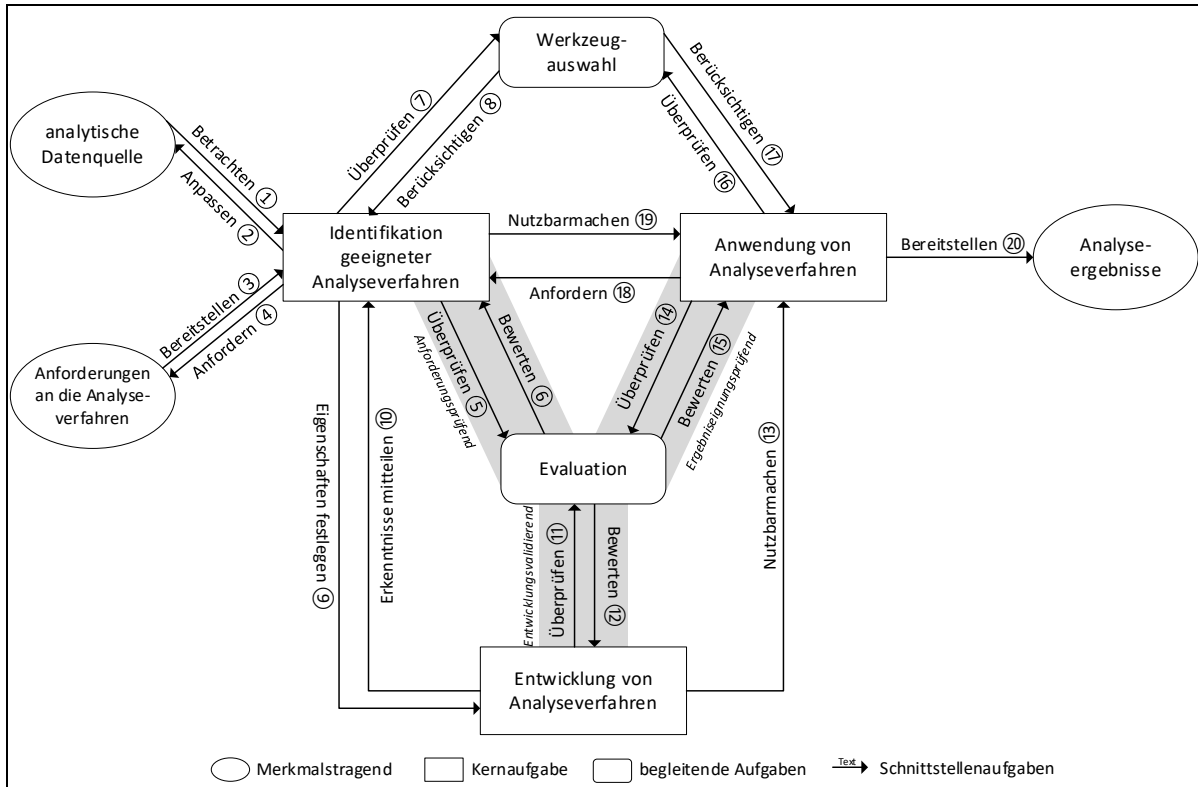 Werkzeug-
auswahl
analytische
Datenquelle
Betrachten ①
Anpassen ②
Überprüfen ⑦
Berücksichtigen ⑧
Berücksichtigen ⑰
Überprüfen ⑯
Identifikation
geeigneter
Analyseverfahren
Nutzbarmachen ⑲
Anfordern ⑱
Anwendung von
Analyseverfahren
Bereitstellen ⑳
Analyse-
ergebnisse
Bereitstellen ③
Anfordern ④
Anforderungen
an die Analyse-
verfahren
Überprüfen ⑤
Anforderungsprüfend
Bewerten ⑥
Überprüfen ⑭
Bewerten ⑮
Ergebniseignungsprüfend
Eigenschaften festlegen ⑨
Erkenntnisse mitteilen ⑩
Evaluation
Entwicklungsvalidierend
Überprüfen ⑪
Bewerten ⑫
Nutzbarmachen ⑬
Entwicklung von
Analyseverfahren
Merkmalstragend
Kernaufgabe
begleitende Aufgaben
Text
Schnittstellenaufgaben